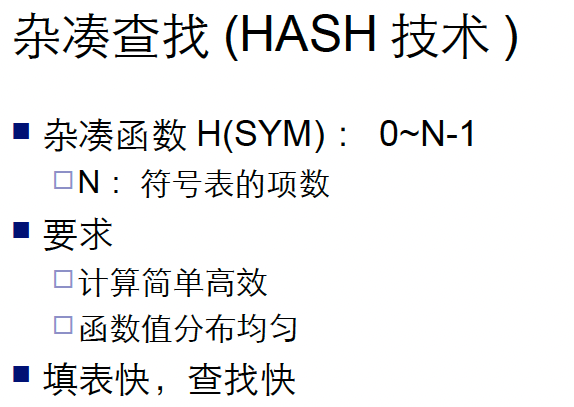 杂凑查找 (HASH 技术 )
杂凑函数 H(SYM)： 0~N-1
N：符号表的项数
要求
计算简单高效
函数值分布均匀
填表快，查找快